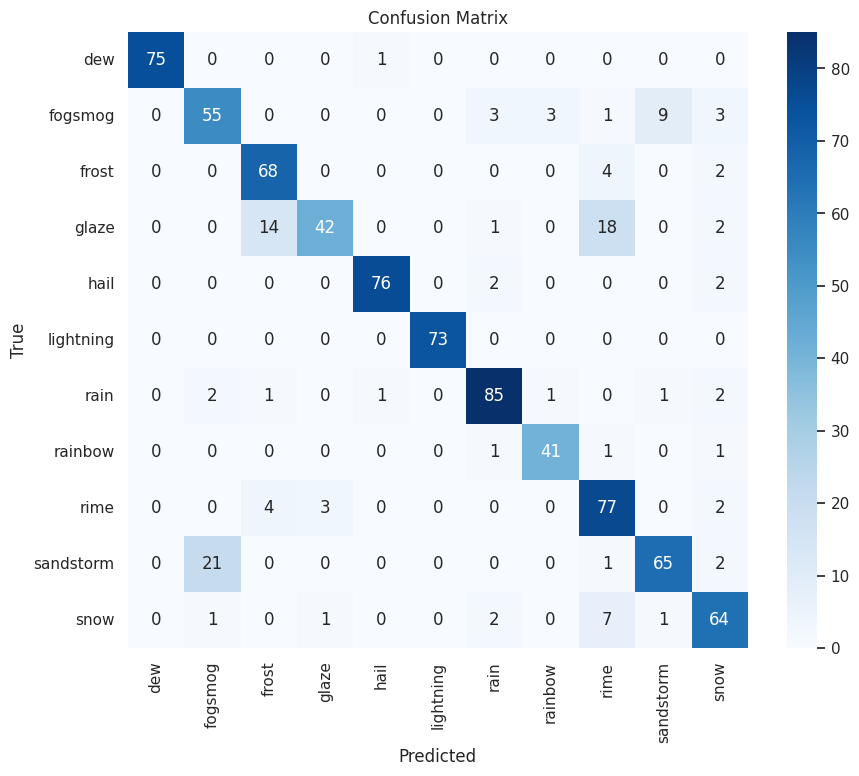 Confusion Matrix
dew 75 0 0 0 1 0 0 0 0 0 0
fogsmog 0 55 0 0 0 0 3 3 1 9 3
frost 0 0 68 0 0 0 0 0 4 0 2
glaze 0 0 14 42 0 0 1 0 18 0 2
hail 0 0 0 0 76 0 2 0 0 0 2
lightning 0 0 0 0 0 73 0 0 0 0 0
rain 0 2 1 0 1 0 85 1 0 1 2
rainbow 0 0 0 0 0 0 1 41 1 0 1
rime 0 0 4 3 0 0 0 0 77 0 2
sandstorm 0 21 0 0 0 0 0 0 1 65 2
snow 0 1 0 1 0 0 2 0 7 1 64
True
dew fogsmog frost glaze hail lightning rain rainbow rime sandstorm snow
Predicted
80
70
60
50
40
30
20
10
0